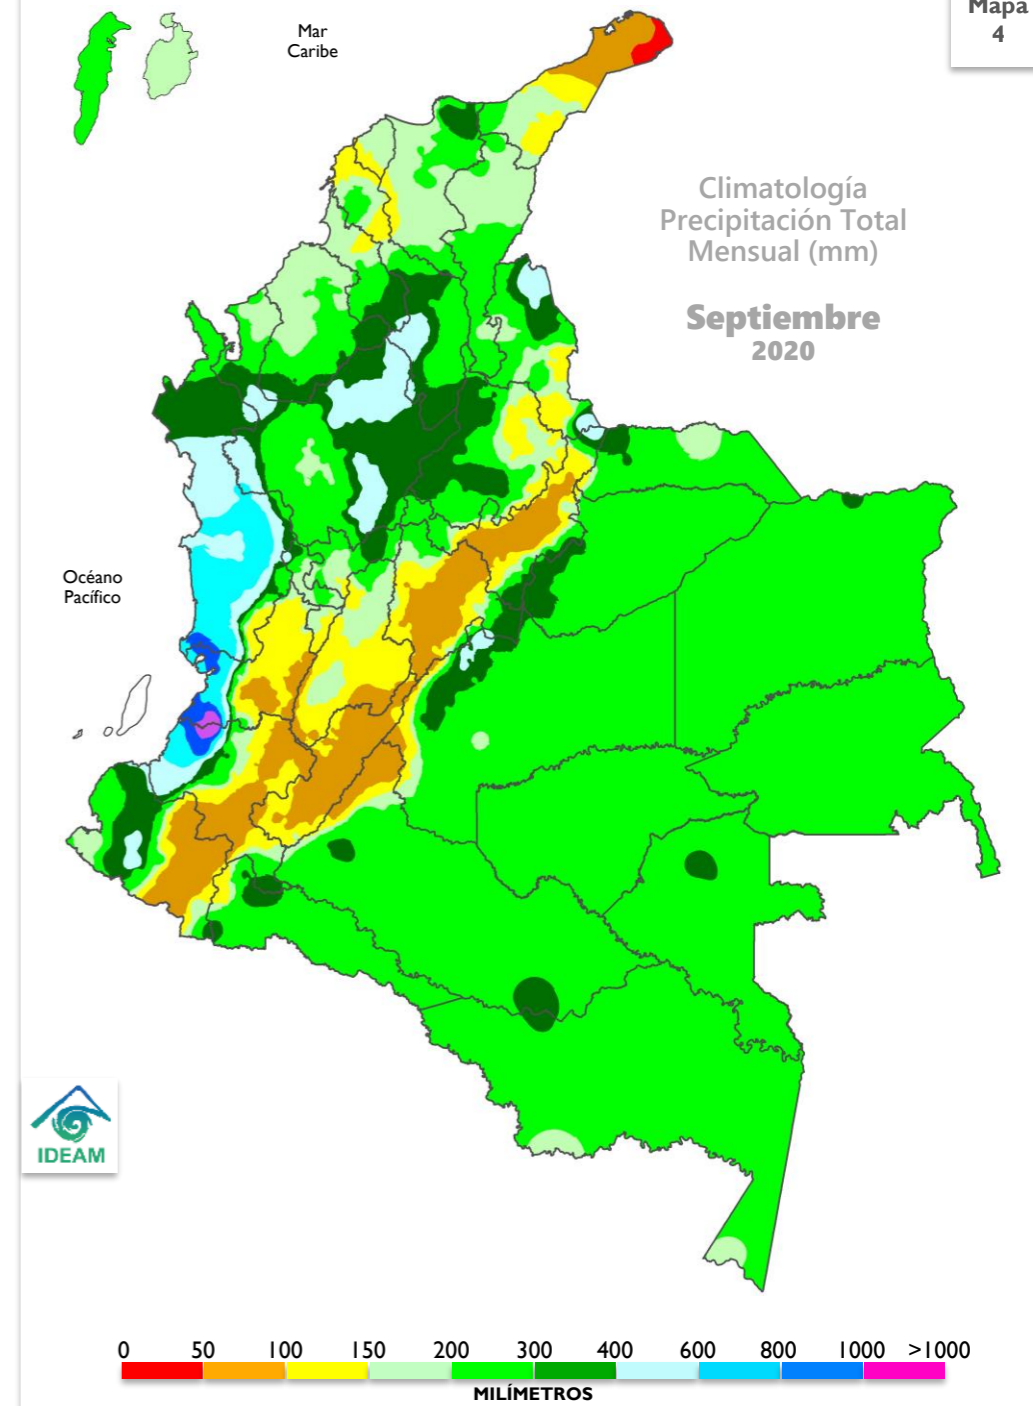 Mapa
4
Mar
Caribe
Climatología
Precipitación Total
Mensual (mm)
Septiembre
2020
Océano
Pacífico
IDEAM
0 50 100 150 200 300 400 600 800 1000 >1000
MILÍMETROS